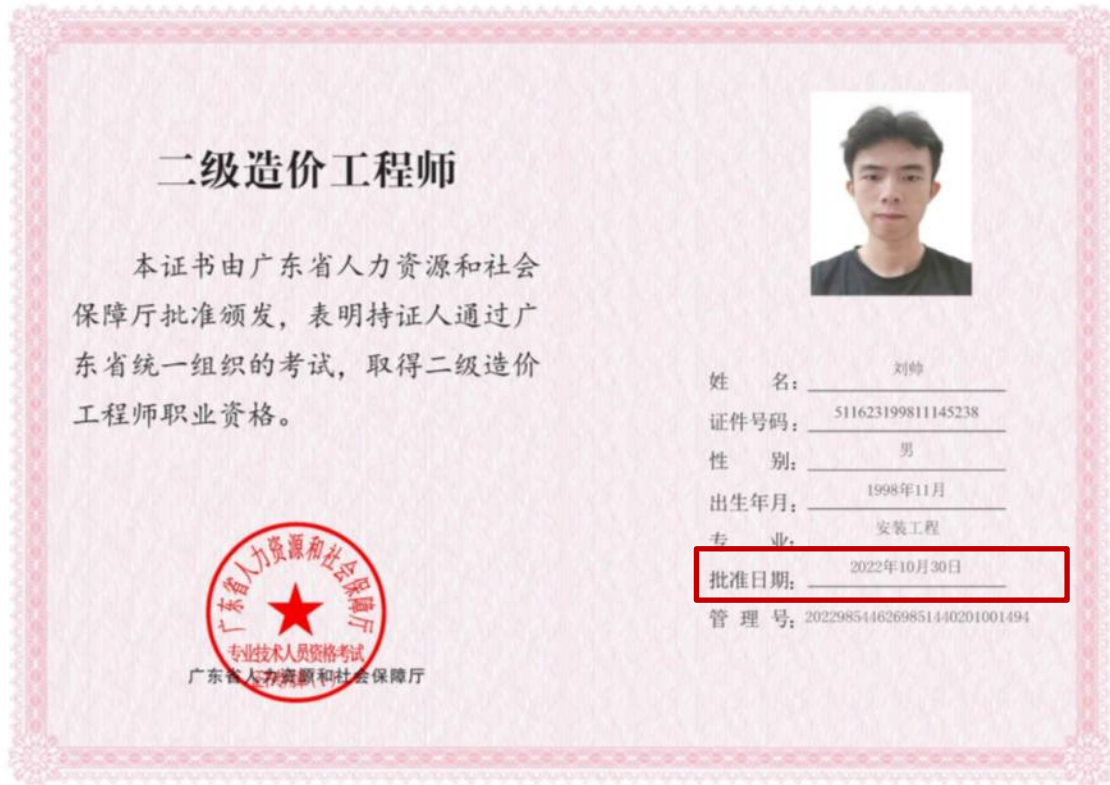 二级造价工程师
本证书由广东省人力资源和社会
保障厅批准颁发，表明持证人通过广
东省统一组织的考试，取得二级造价
工程师职业资格。
广东省人力资源和社会保障厅
专业技术人员资格考试
广东省人力资源和社会保障厅
姓 名：刘帅
证件号码：511623199811145238
性 别：男
出生年月：1998年11月
专 业：安装工程
批准日期：2022年10月30日
管 理 号：20229854462698514402010014​94